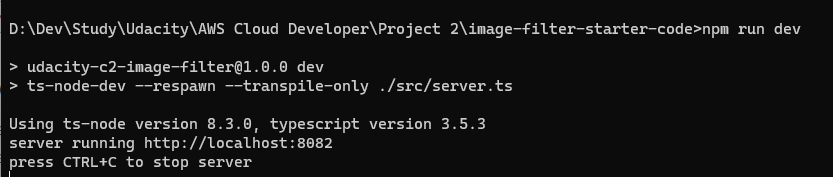 D:\Dev\Study\Udacity\AWS Cloud Developer\Project 2\image-filter-starter-code>npm run dev
> udacity-c2-image-filter@1.0.0 dev
> ts-node-dev --respawn --transpile-only ./src/server.ts
Using ts-node version 8.3.0, typescript version 3.5.3
server running http://localhost:8082
press CTRL+C to stop server